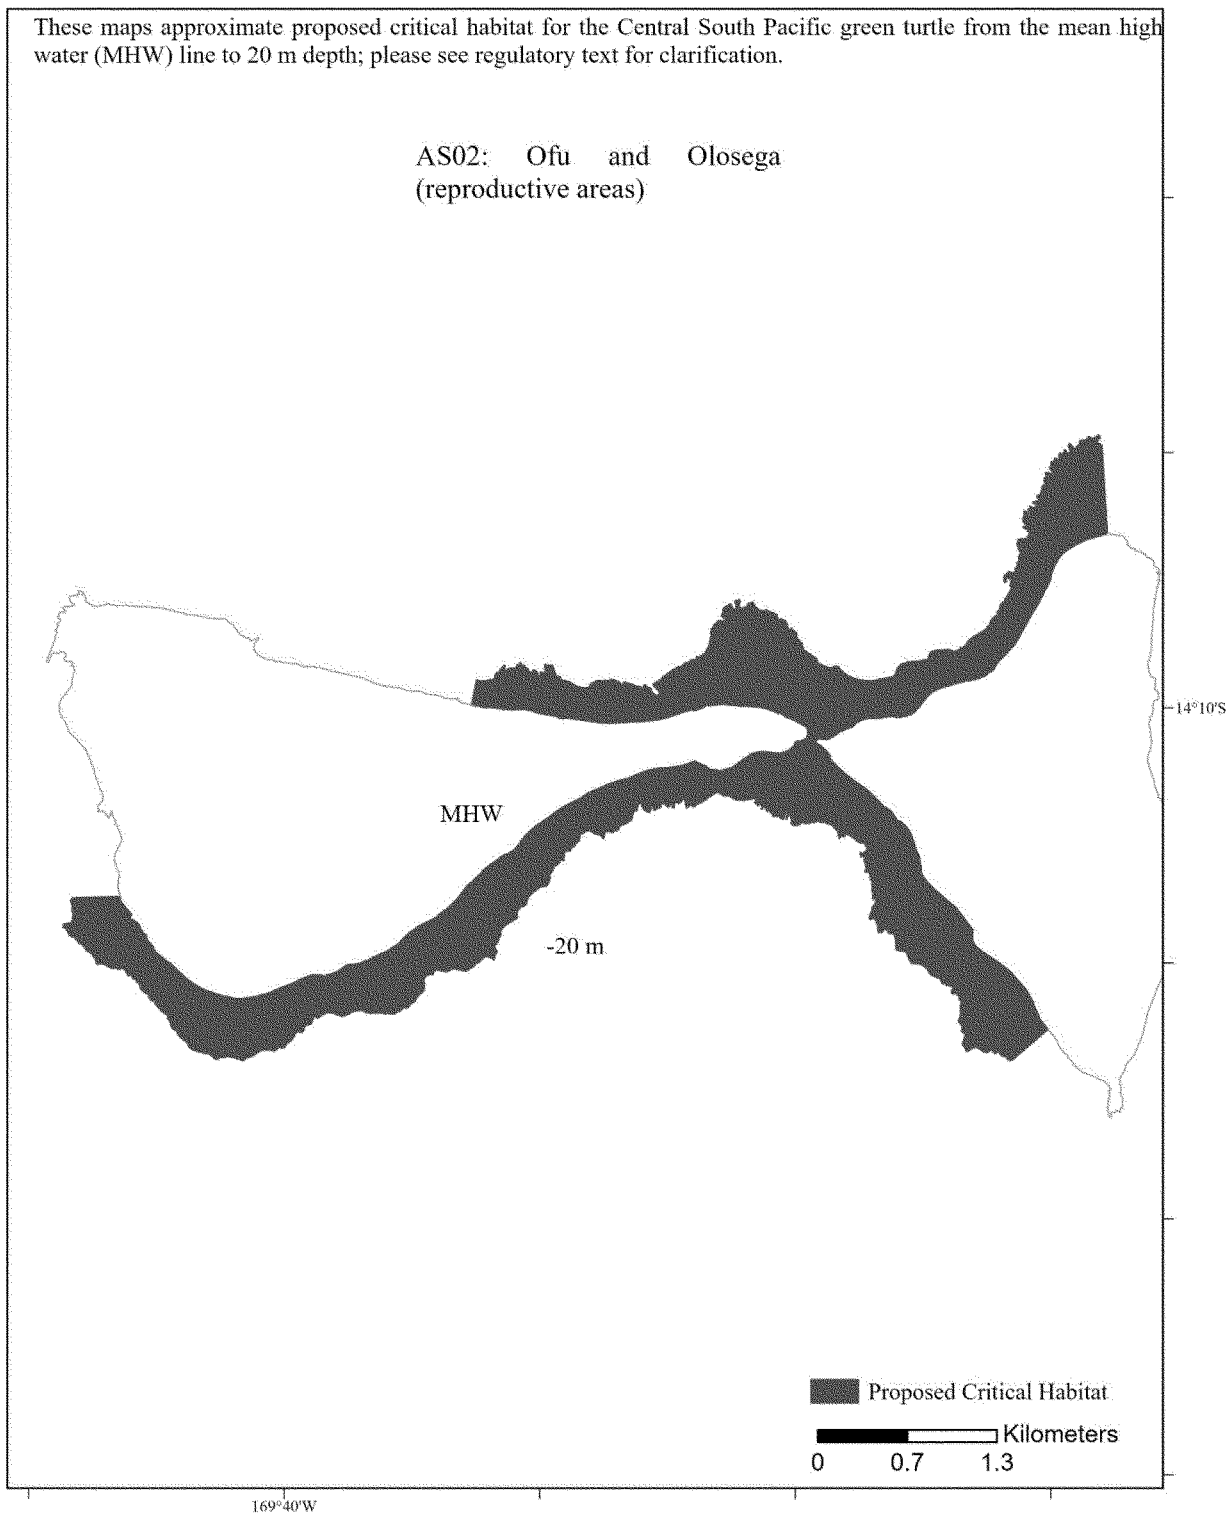 These maps approximate proposed critical habitat for the Central South Pacific green turtle from the mean high
water (MHW) line to 20 m depth; please see regulatory text for clarification.
AS02: Ofu and Olosega
(reproductive areas)
14°10'S
MHW
-20 m
Proposed Critical Habitat
Kilometers
0 0.7 1.3
169°40'W